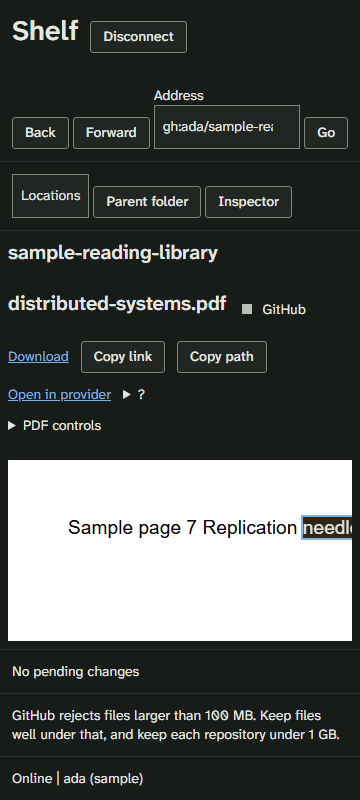 Shelf Disconnect
Address
Back Forward gh:ada/sample-rea Go
Locations Parent folder Inspector
sample-reading-library
distributed-systems.pdf GitHub
Download Copy link Copy path
Open in provider ?
PDF controls
Sample page 7 Replication needle
No pending changes
GitHub rejects files larger than 100 MB. Keep files
well under that, and keep each repository under 1 GB.
Online | ada (sample)